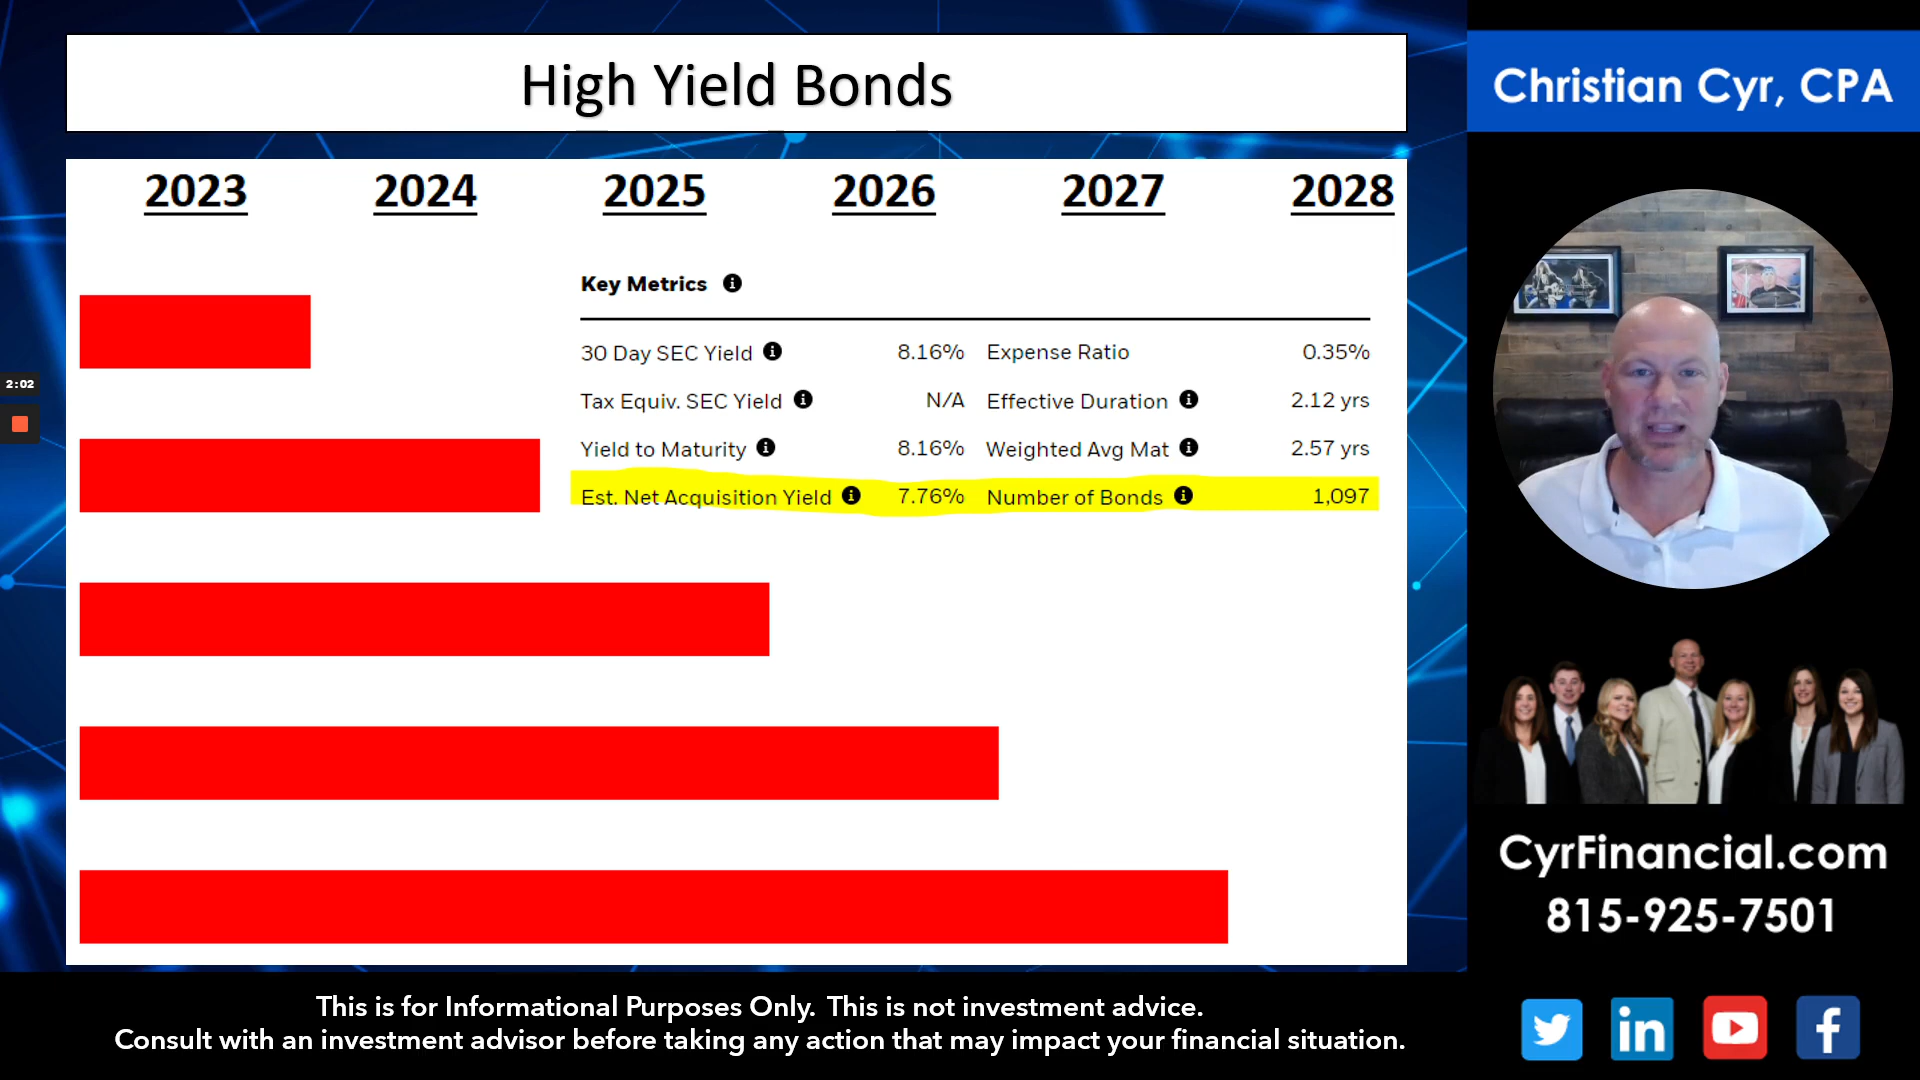 High Yield Bonds
Christian Cyr, CPA
2023 2024 2025 2026 2027 2028
Key Metrics
30 Day SEC Yield 8.16% Expense Ratio 0.35%
Tax Equiv. SEC Yield N/A Effective Duration 2.12 yrs
Yield to Maturity 8.16% Weighted Avg Mat 2.57 yrs
Est. Net Acquisition Yield 7.76% Number of Bonds 1,097
2:02
CyrFinancial.com
815-925-7501
This is for Informational Purposes Only. This is not investment advice.
Consult with an investment advisor before taking any action that may impact your financial situation.